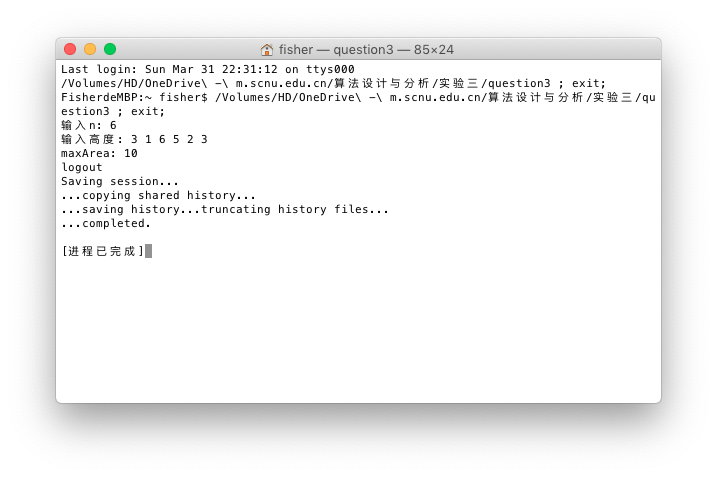 fisher — question3 — 85×24
Last login: Sun Mar 31 22:31:12 on ttys000
/Volumes/HD/OneDrive\ -\ m.scnu.edu.cn/算法设计与分析/实验三/question3 ; exit;
FisherdeMBP:~ fisher$ /Volumes/HD/OneDrive\ -\ m.scnu.edu.cn/算法设计与分析/实验三/qu
estion3 ; exit;
输入n: 6
输入高度: 3 1 6 5 2 3
maxArea: 10
logout
Saving session...
...copying shared history...
...saving history...truncating history files...
...completed.
[进程已完成]